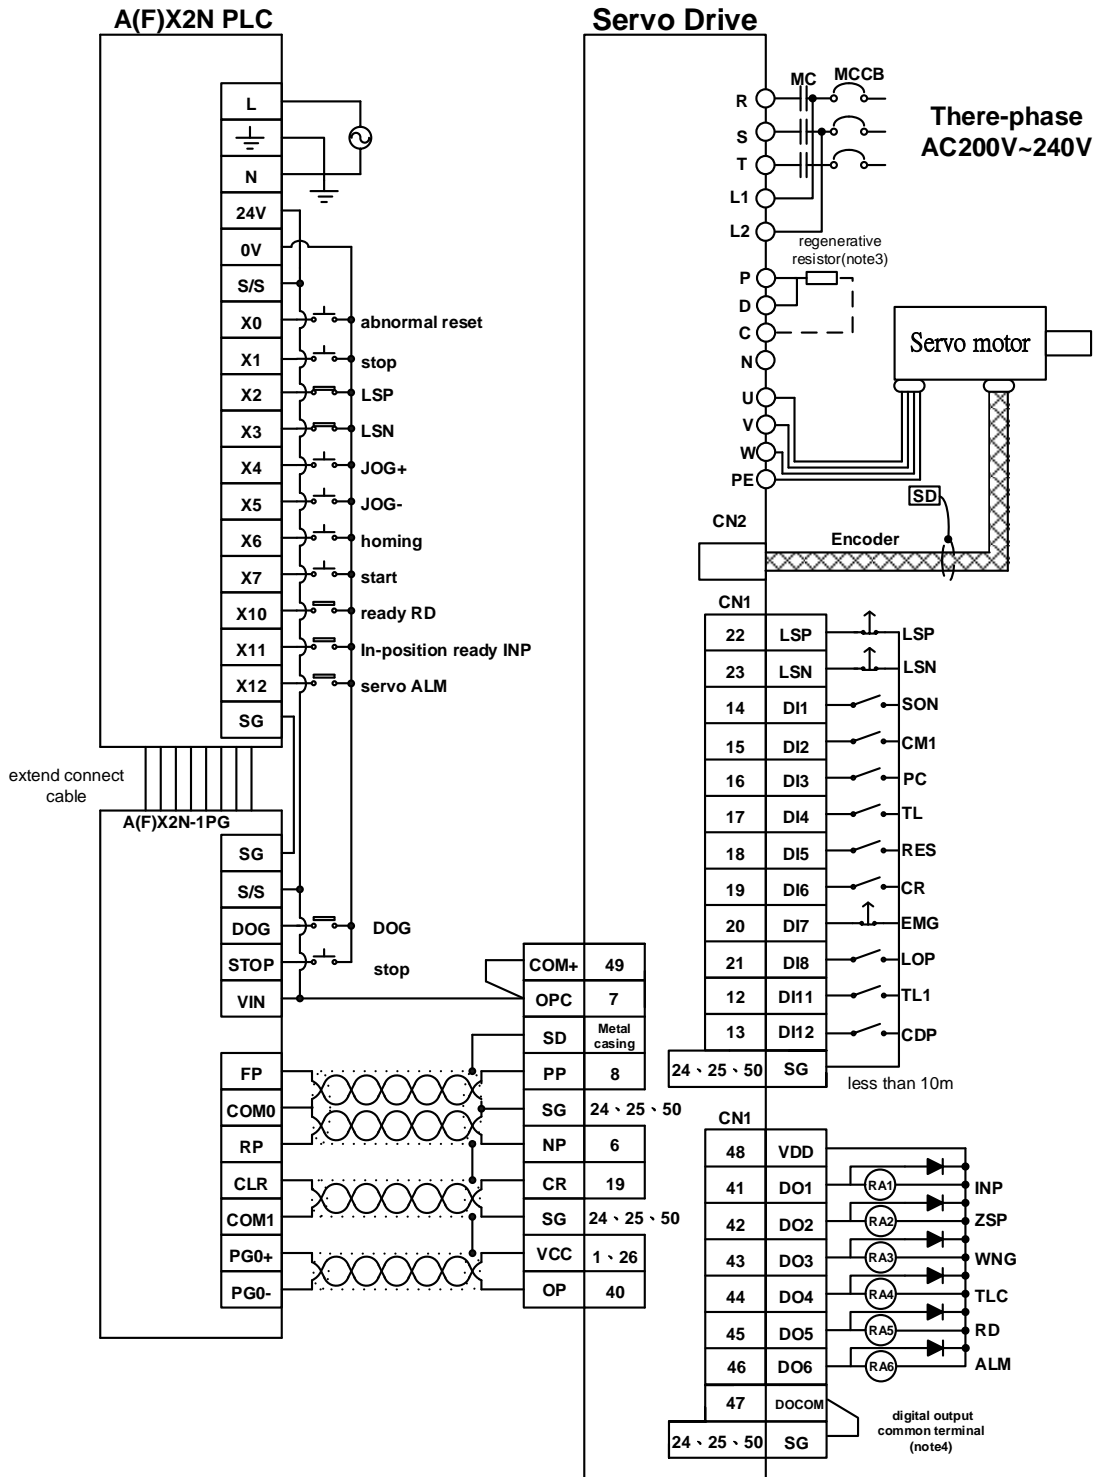 A(F)X2N PLC
Servo Drive
L
N
24V
0V
S/S
X0
abnormal reset
X1
stop
X2
LSP
X3
LSN
X4
JOG+
X5
JOG-
X6
homing
X7
start
X10
ready RD
X11
In-position ready INP
X12
servo ALM
SG
extend connect
cable
A(F)X2N-1PG
SG
S/S
DOG
DOG
STOP
stop
VIN
FP
COM0
RP
CLR
COM1
PG0+
PG0-
COM+ 49
OPC 7
SD Metal
casing
PP 8
SG 24、25、50
NP 6
CR 19
SG 24、25、50
VCC 1、26
OP 40
MC MCCB
R
S
T
L1
L2
There-phase
AC200V~240V
regenerative
resistor(note3)
P
D
C
N
U
V
W
PE
Servo motor
SD
CN2
Encoder
CN1
22 LSP LSP
23 LSN LSN
14 DI1 SON
15 DI2 CM1
16 DI3 PC
17 DI4 TL
18 DI5 RES
19 DI6 CR
20 DI7 EMG
21 DI8 LOP
12 DI11 TL1
13 DI12 CDP
24、25、50 SG
less than 10m
CN1
48 VDD
41 DO1 RA1 INP
42 DO2 RA2 ZSP
43 DO3 RA3 WNG
44 DO4 RA4 TLC
45 DO5 RA5 RD
46 DO6 RA6 ALM
47 DOCOM
24、25、50 SG
digital output
common terminal
(note4)